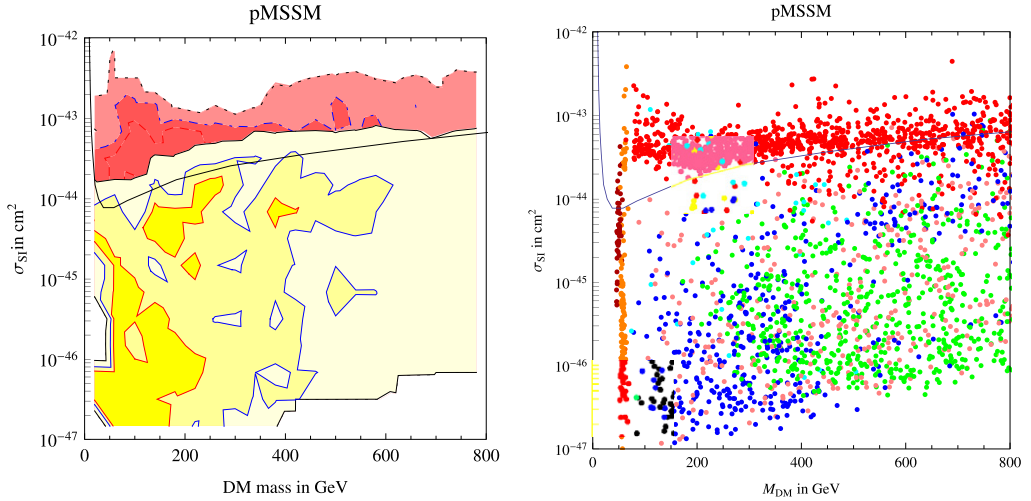 pMSSM
10⁻⁴²
10⁻⁴³
10⁻⁴⁴
10⁻⁴⁵
10⁻⁴⁶
10⁻⁴⁷
σSI in cm²
0 200 400 600 800
DM mass in GeV
pMSSM
10⁻⁴²
10⁻⁴³
10⁻⁴⁴
10⁻⁴⁵
10⁻⁴⁶
10⁻⁴⁷
σSI in cm²
0 200 400 600 800
MDM in GeV